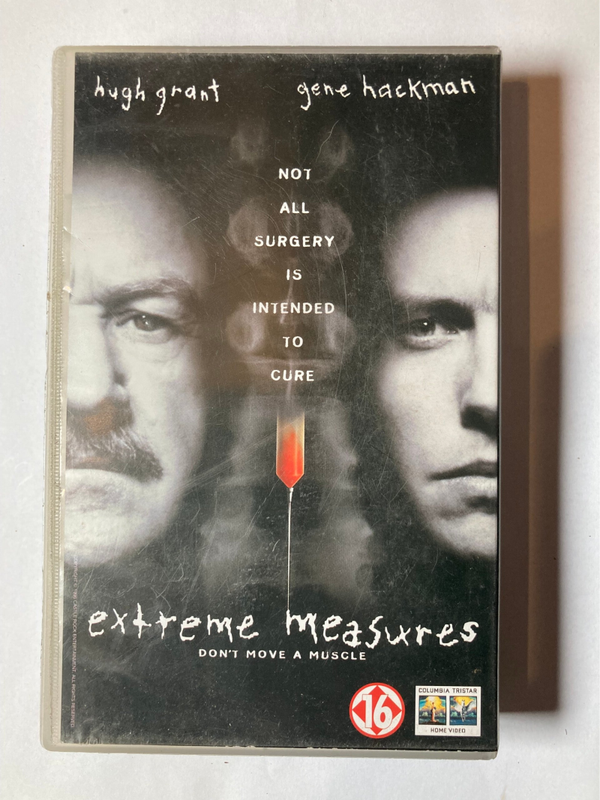 hugh grant
gene hackman
NOT
ALL
SURGERY
IS
INTENDED
TO
CURE
extreme measures
DON'T MOVE A MUSCLE
16
COLUMBIA TRISTAR
HOME VIDEO